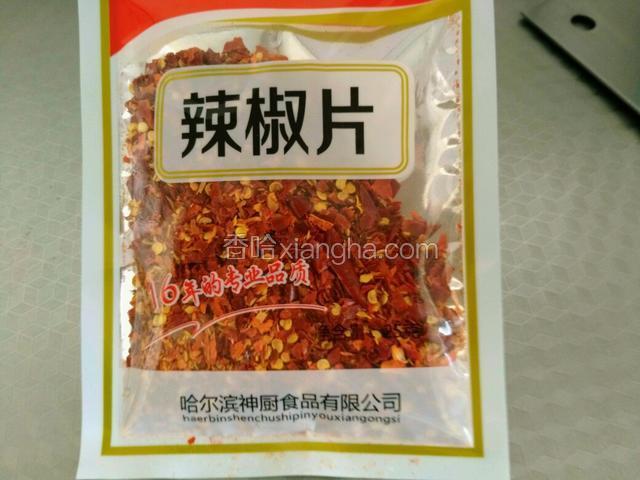 辣椒片
香哈xiangha.com
16年的专业品质
哈尔滨神厨食品有限公司
haerbinshenchushipinyouxiangongsi